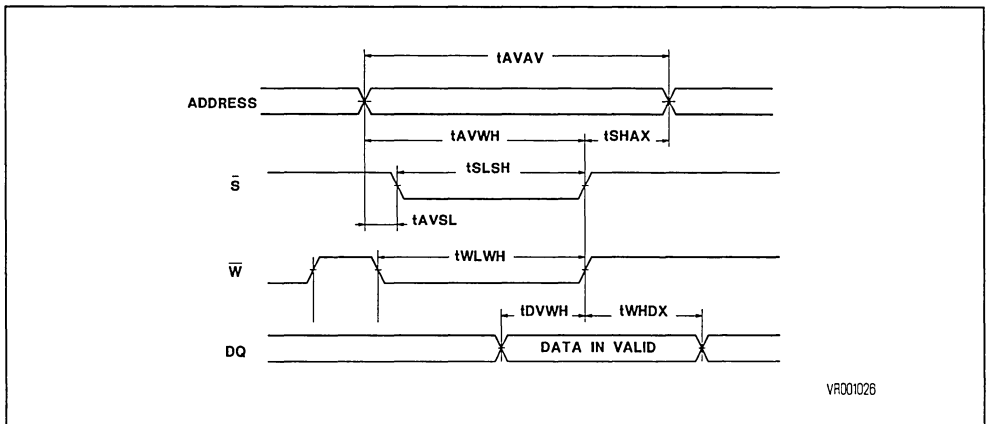 tAVAV
ADDRESS
tAVWH tSHAX
S̅ tSLSH
tAVSL
W̅ tWLWH
tDVWH tWHDX
DQ DATA IN VALID
VR001026